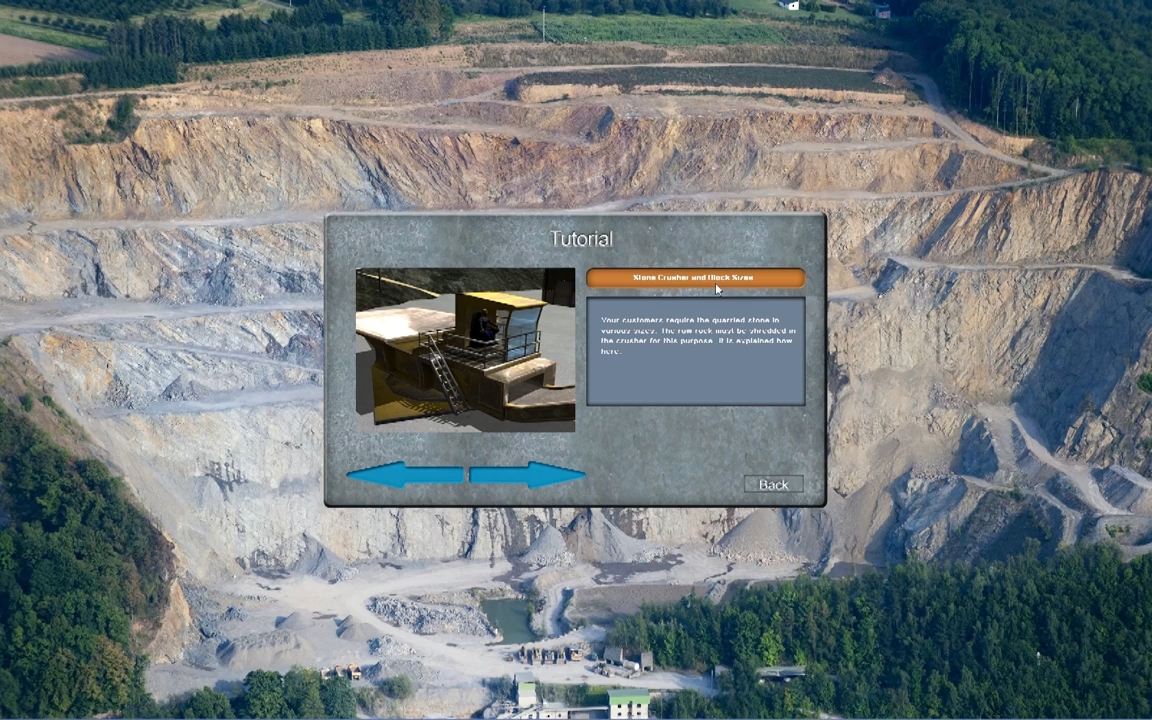 Tutorial
Stone Crusher and Block Sizes
Your customers require the quarried stone in
various sizes. The raw rock must be shredded in
the crusher for this purpose. It is explained how
here.
Back